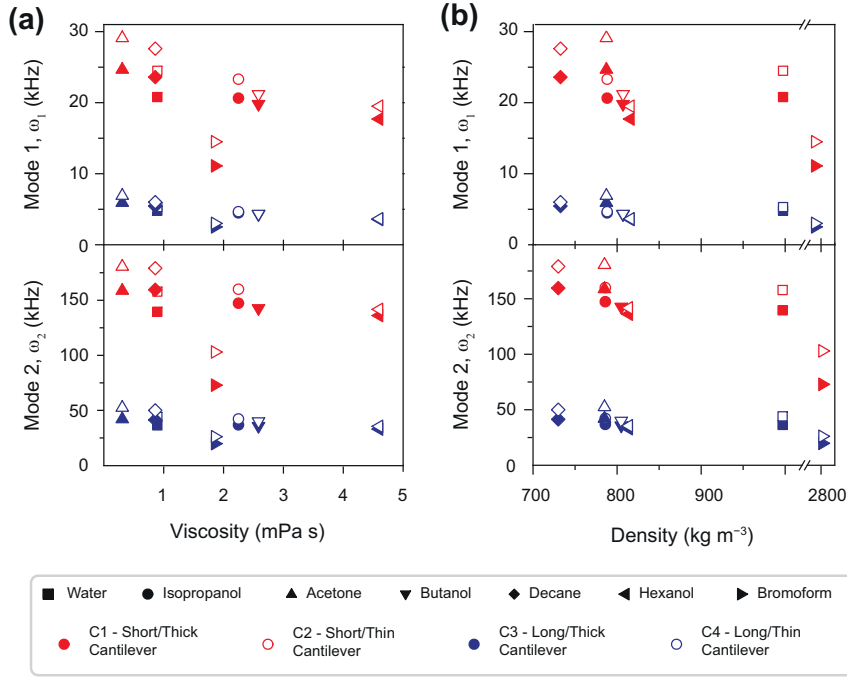 (a)
(b)
30
20
10
0
Mode 1, ω₁ (kHz)
150
100
50
0
Mode 2, ω₂ (kHz)
1 2 3 4 5
Viscosity (mPa s)
30
20
10
0
Mode 1, ω₁ (kHz)
150
100
50
0
Mode 2, ω₂ (kHz)
700 800 900 2800
Density (kg m⁻³)
Water Isopropanol Acetone Butanol Decane Hexanol Bromoform
C1 - Short/Thick Cantilever
C2 - Short/Thin Cantilever
C3 - Long/Thick Cantilever
C4 - Long/Thin Cantilever